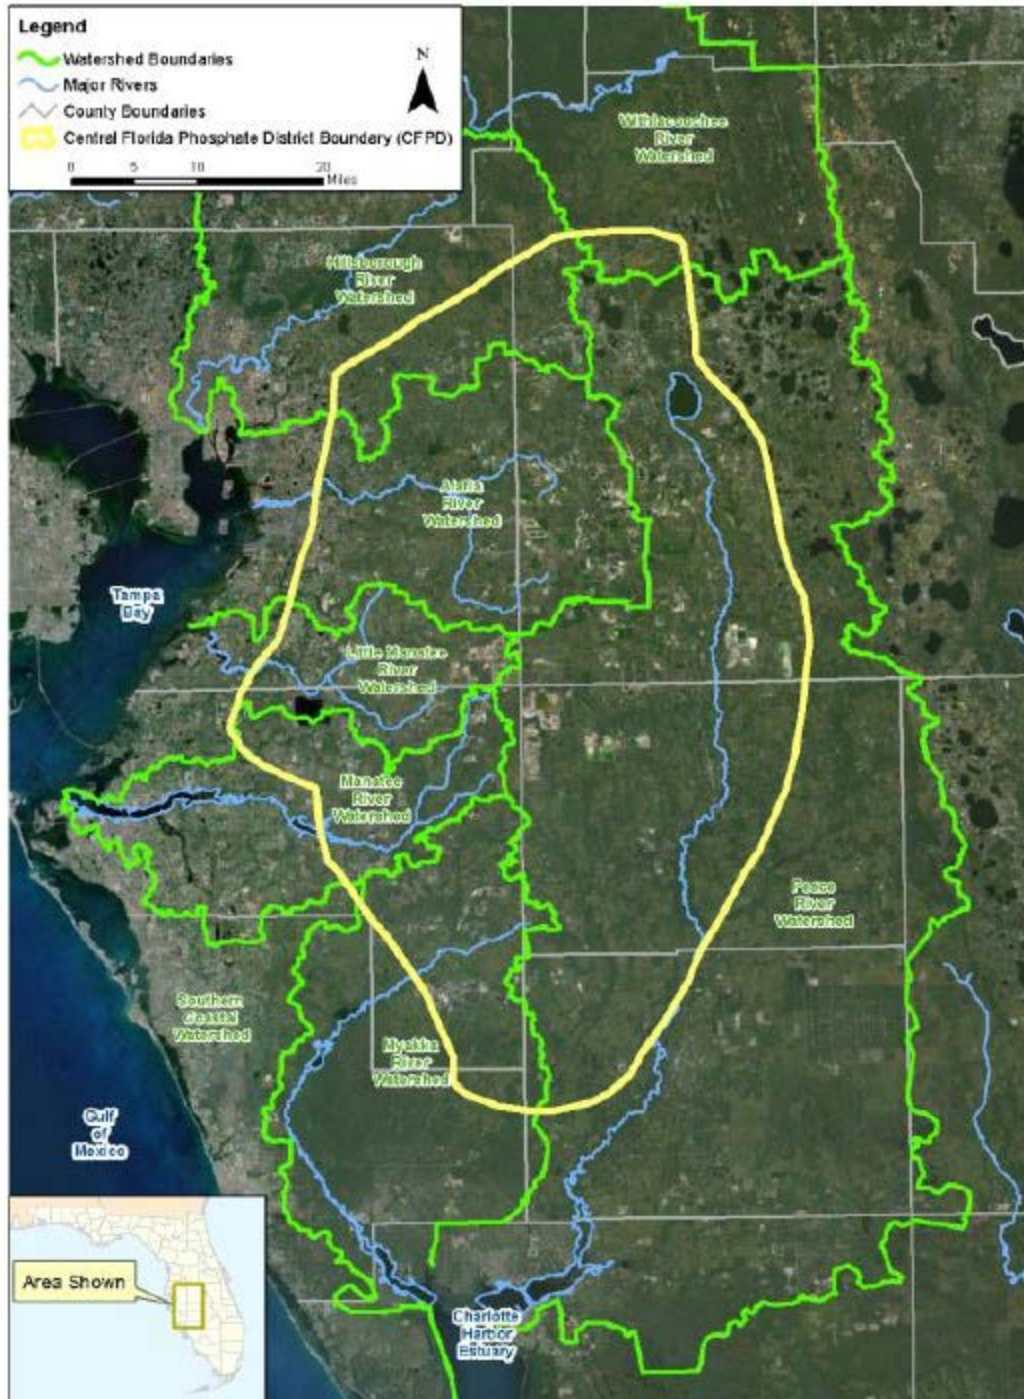 Legend
Watershed Boundaries
Major Rivers
County Boundaries
Central Florida Phosphate District Boundary (CFPD)
N
0 5 10 20
Miles
Withlacoochee
River
Watershed
Hillsborough
River
Watershed
Alafia
River
Watershed
Tampa
Bay
Little Manatee
River
Watershed
Manatee
River
Watershed
Peace
River
Watershed
Southern
Coastal
Watershed
Myakka
River
Watershed
Gulf
of
Mexico
Area Shown
Charlotte
Harbor
Estuary